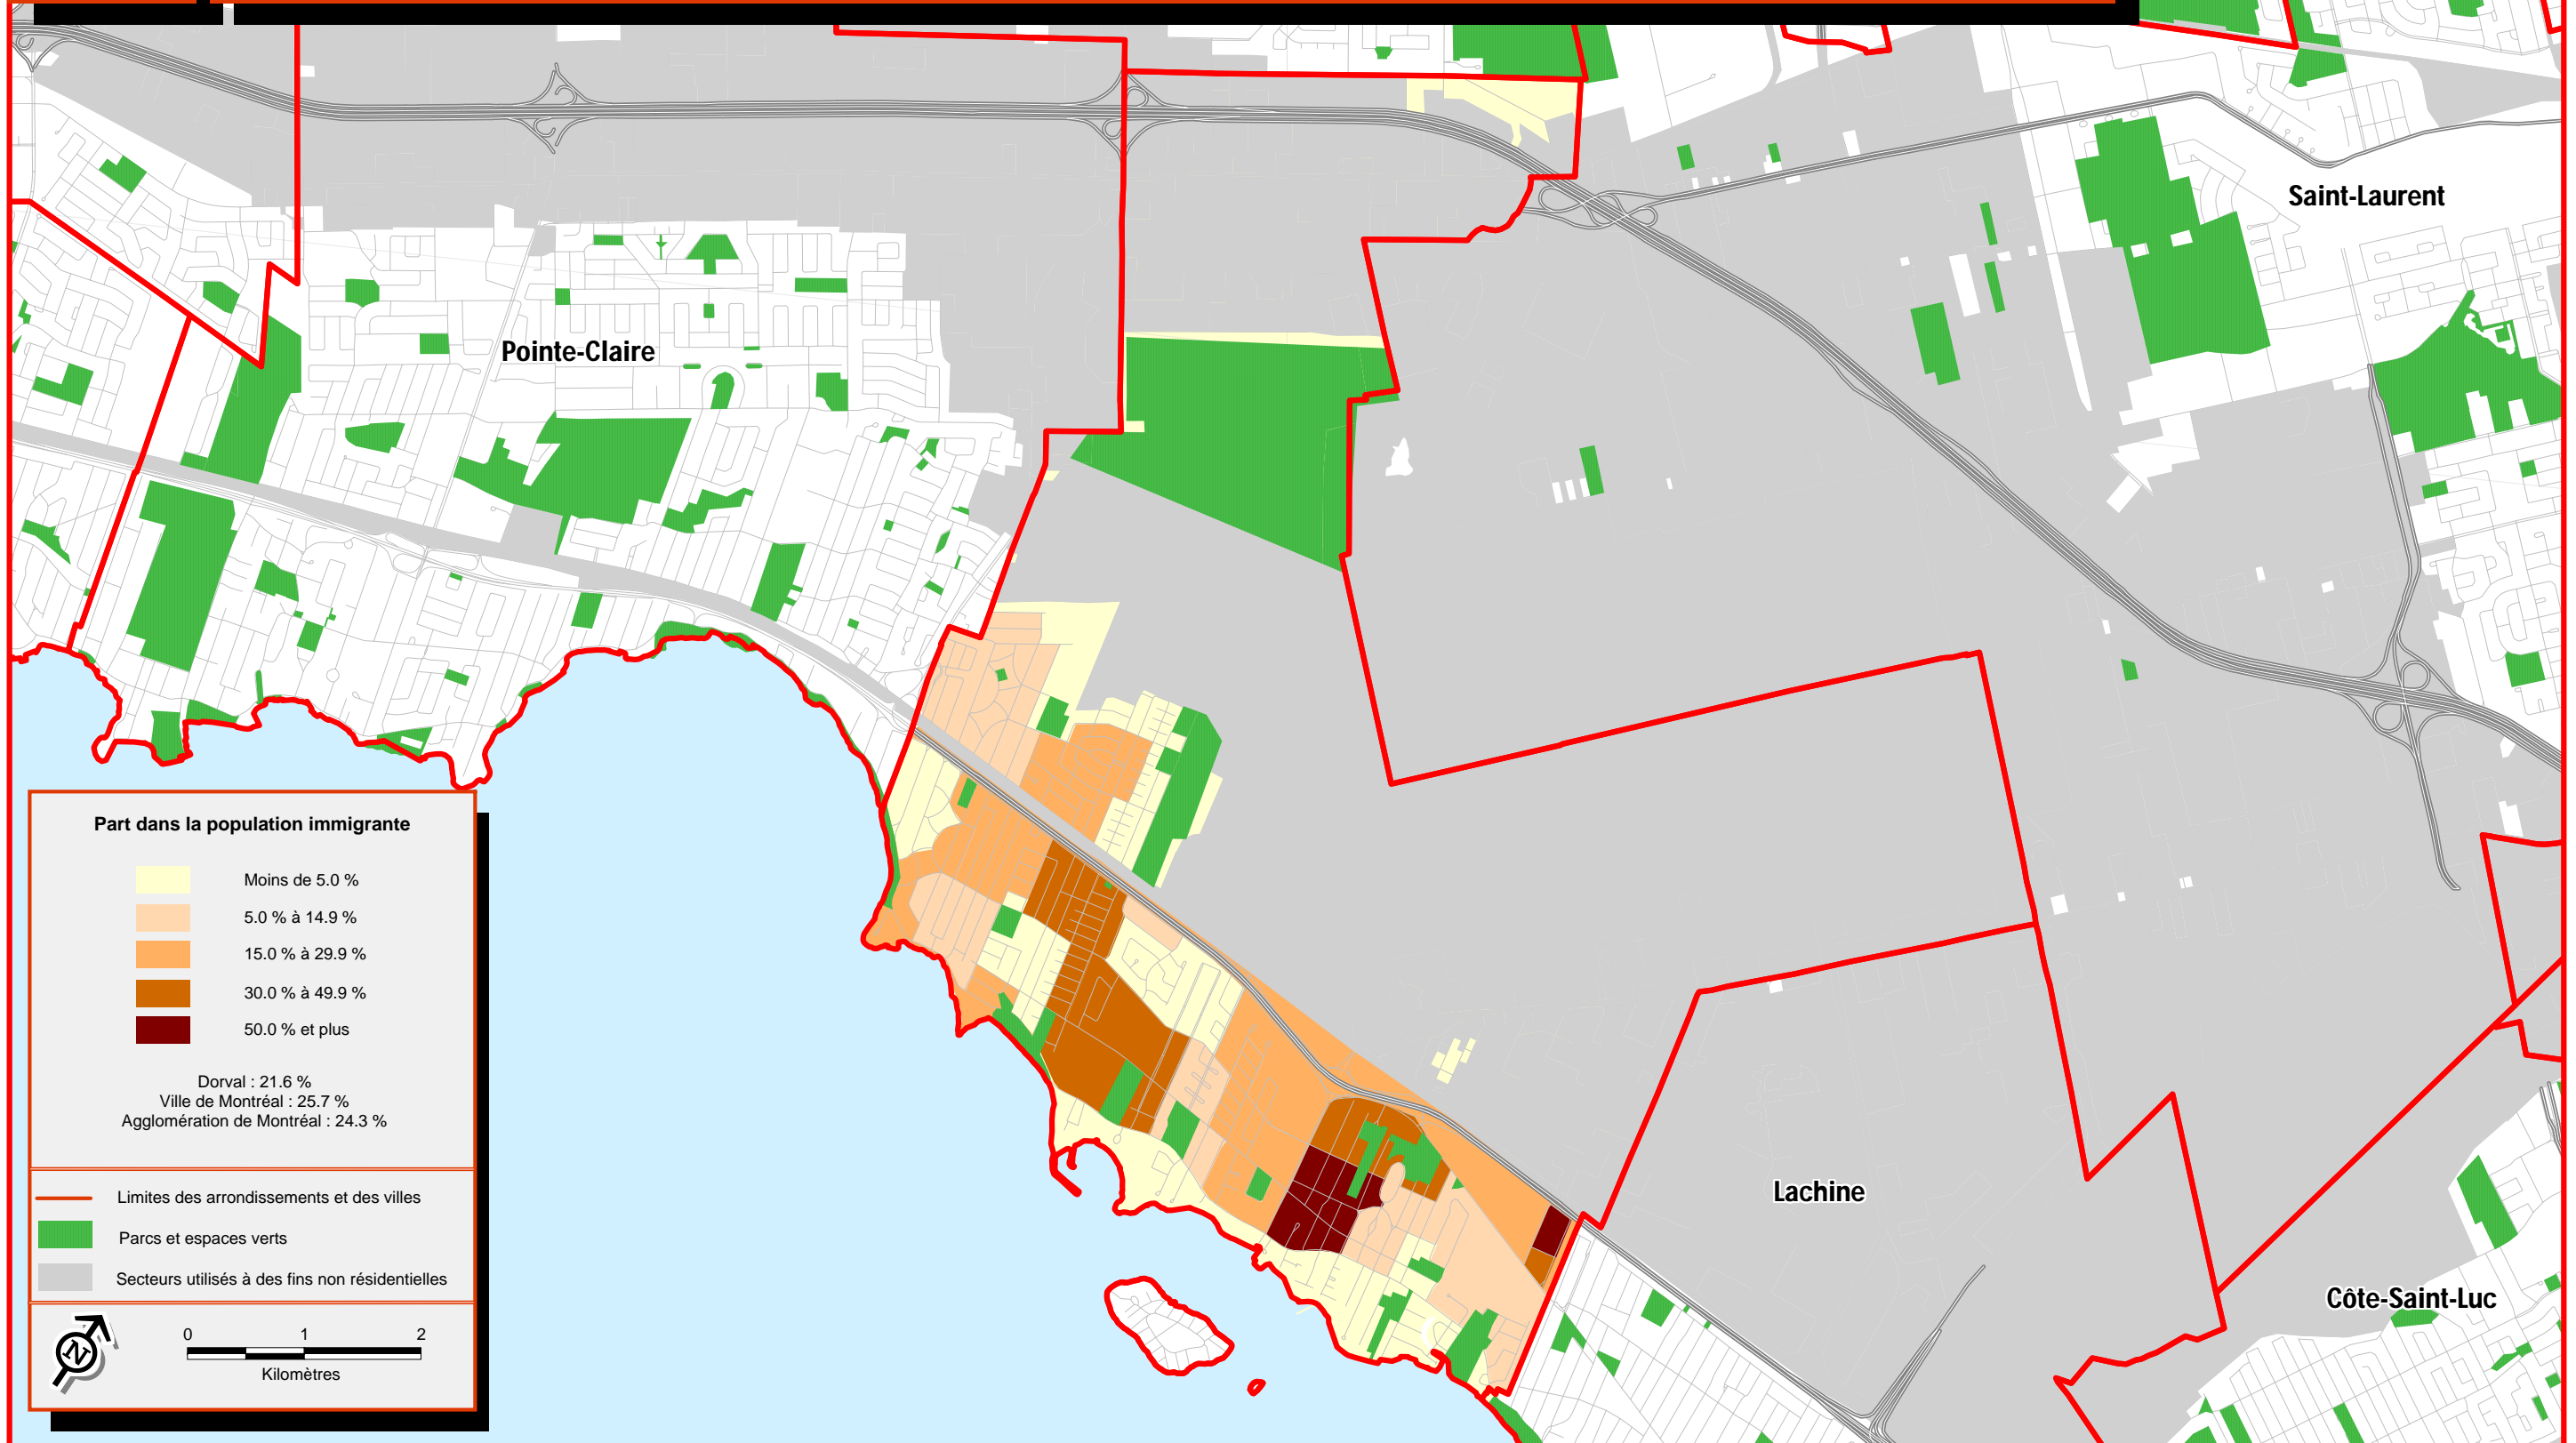 Saint-Laurent
Pointe-Claire
Part dans la population immigrante
Moins de 5.0 %
5.0 % à 14.9 %
15.0 % à 29.9 %
30.0 % à 49.9 %
50.0 % et plus
Dorval : 21.6 %
Ville de Montréal : 25.7 %
Agglomération de Montréal : 24.3 %
Limites des arrondissements et des villes
Parcs et espaces verts
Secteurs utilisés à des fins non résidentielles
N
0 1 2
Kilomètres
Lachine
Côte-Saint-Luc